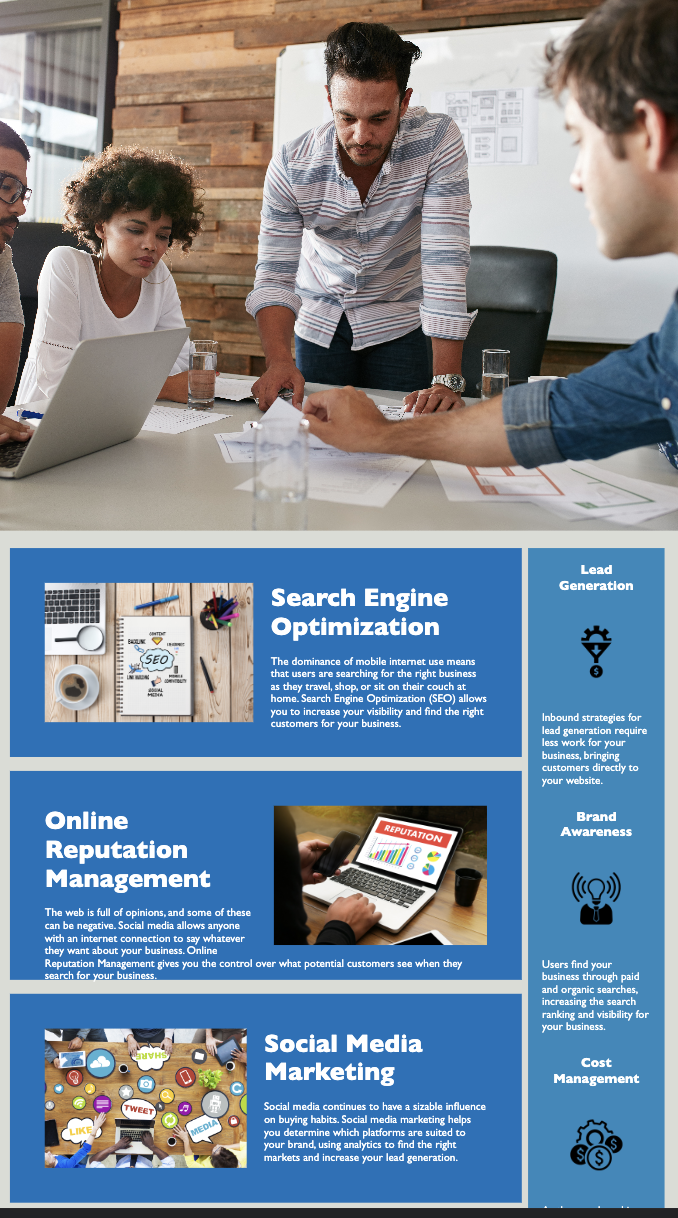 Search Engine
Optimization
The dominance of mobile internet use means
that users are searching for the right business
as they travel, shop, or sit on their couch at
home. Search Engine Optimization (SEO) allows
you to increase your visibility and find the right
customers for your business.
CONTENT
BACKLINK
SEO
LINK BUILDING
SOCIAL
MEDIA
Online
Reputation
Management
The web is full of opinions, and some of these
can be negative. Social media allows anyone
with an internet connection to say whatever
they want about your business. Online
Reputation Management gives you the control over what potential customers see when they
search for your business.
REPUTATION
Social Media
Marketing
Social media continues to have a sizable influence
on buying habits. Social media marketing helps
you determine which platforms are suited to
your brand, using analytics to find the right
markets and increase your lead generation.
SHARE
TWEET
LIKE
MEDIA
Lead
Generation
$
Inbound strategies for
lead generation require
less work for your
business, bringing
customers directly to
your website.
Brand
Awareness
Users find your
business through paid
and organic searches,
increasing the search
ranking and visibility for
your business.
Cost
Management
$ $ $